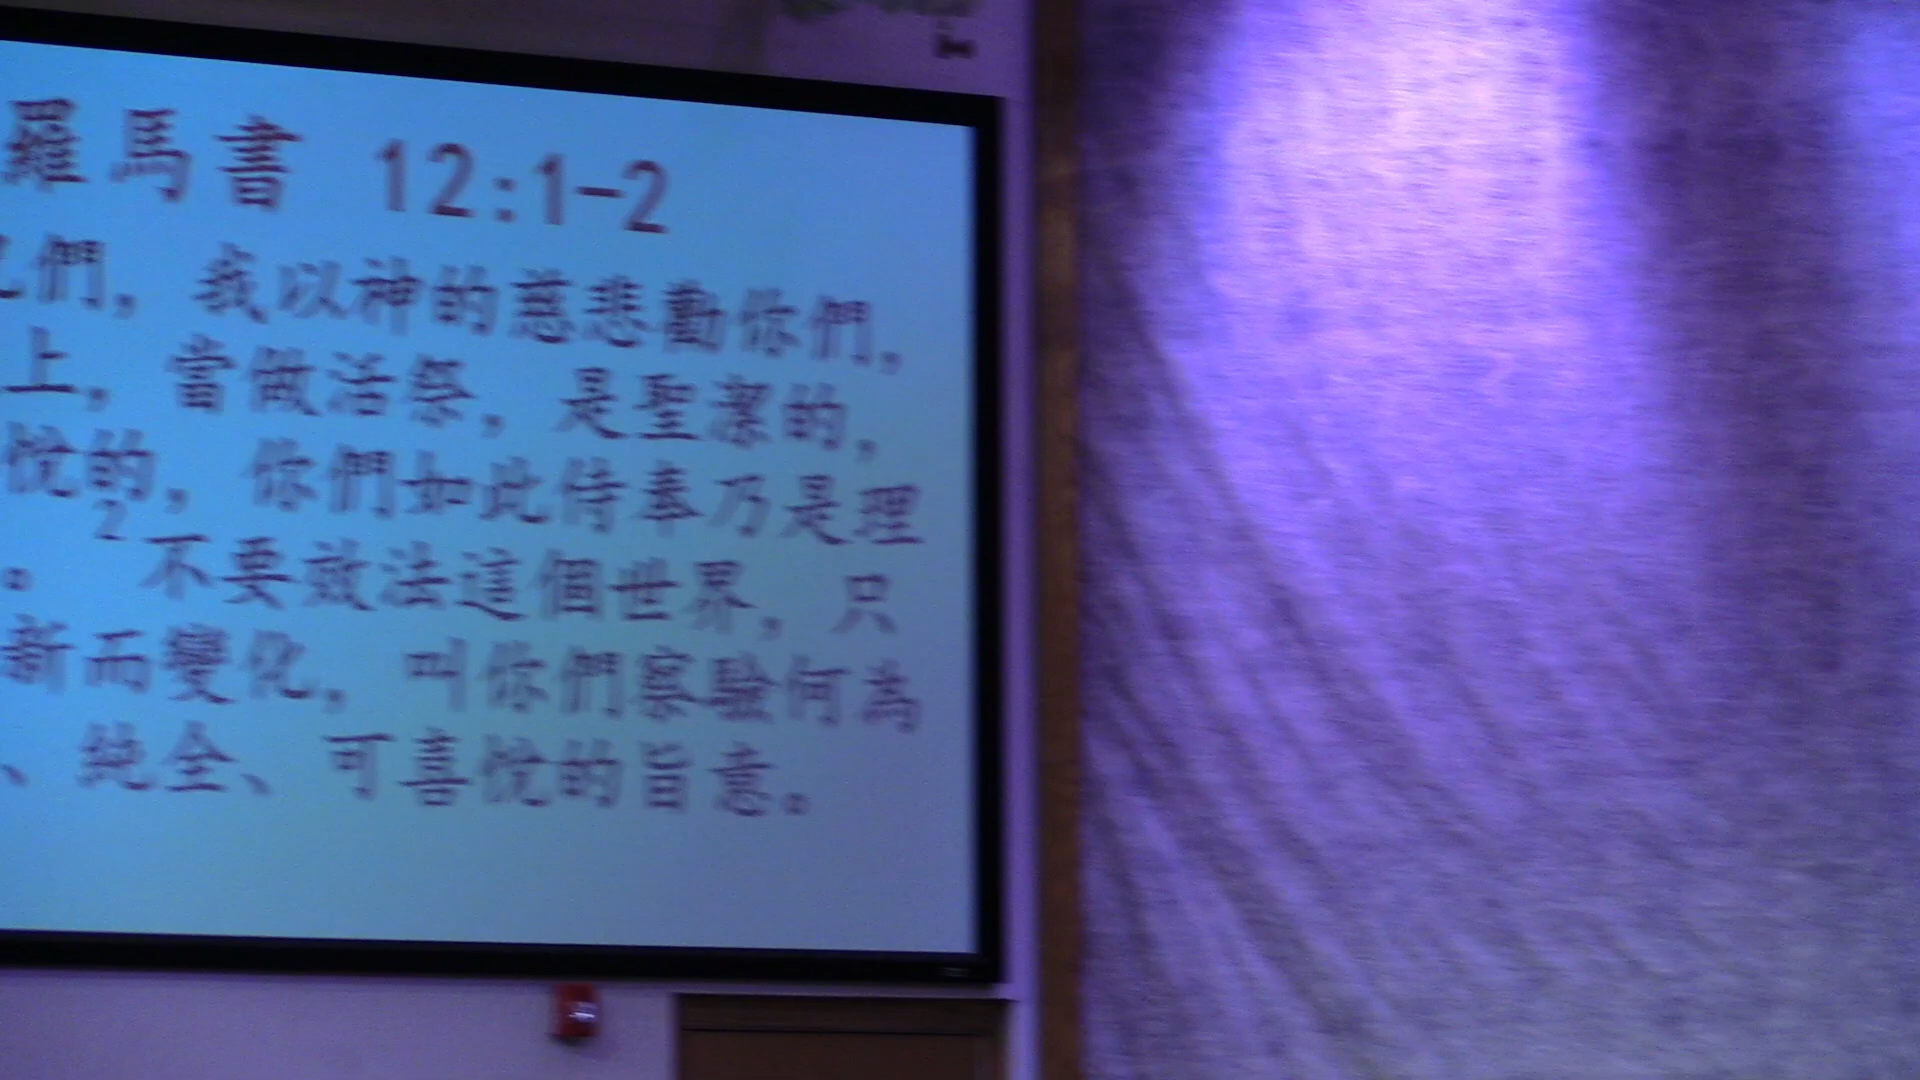 羅馬書 12:1-2
們，我以神的慈悲勸你們，
上，當做活祭，是聖潔的，
悅的，你們如此侍奉乃是理
。 2不要效法這個世界，只
新而變化，叫你們察驗何為
、純全、可喜悅的旨意。